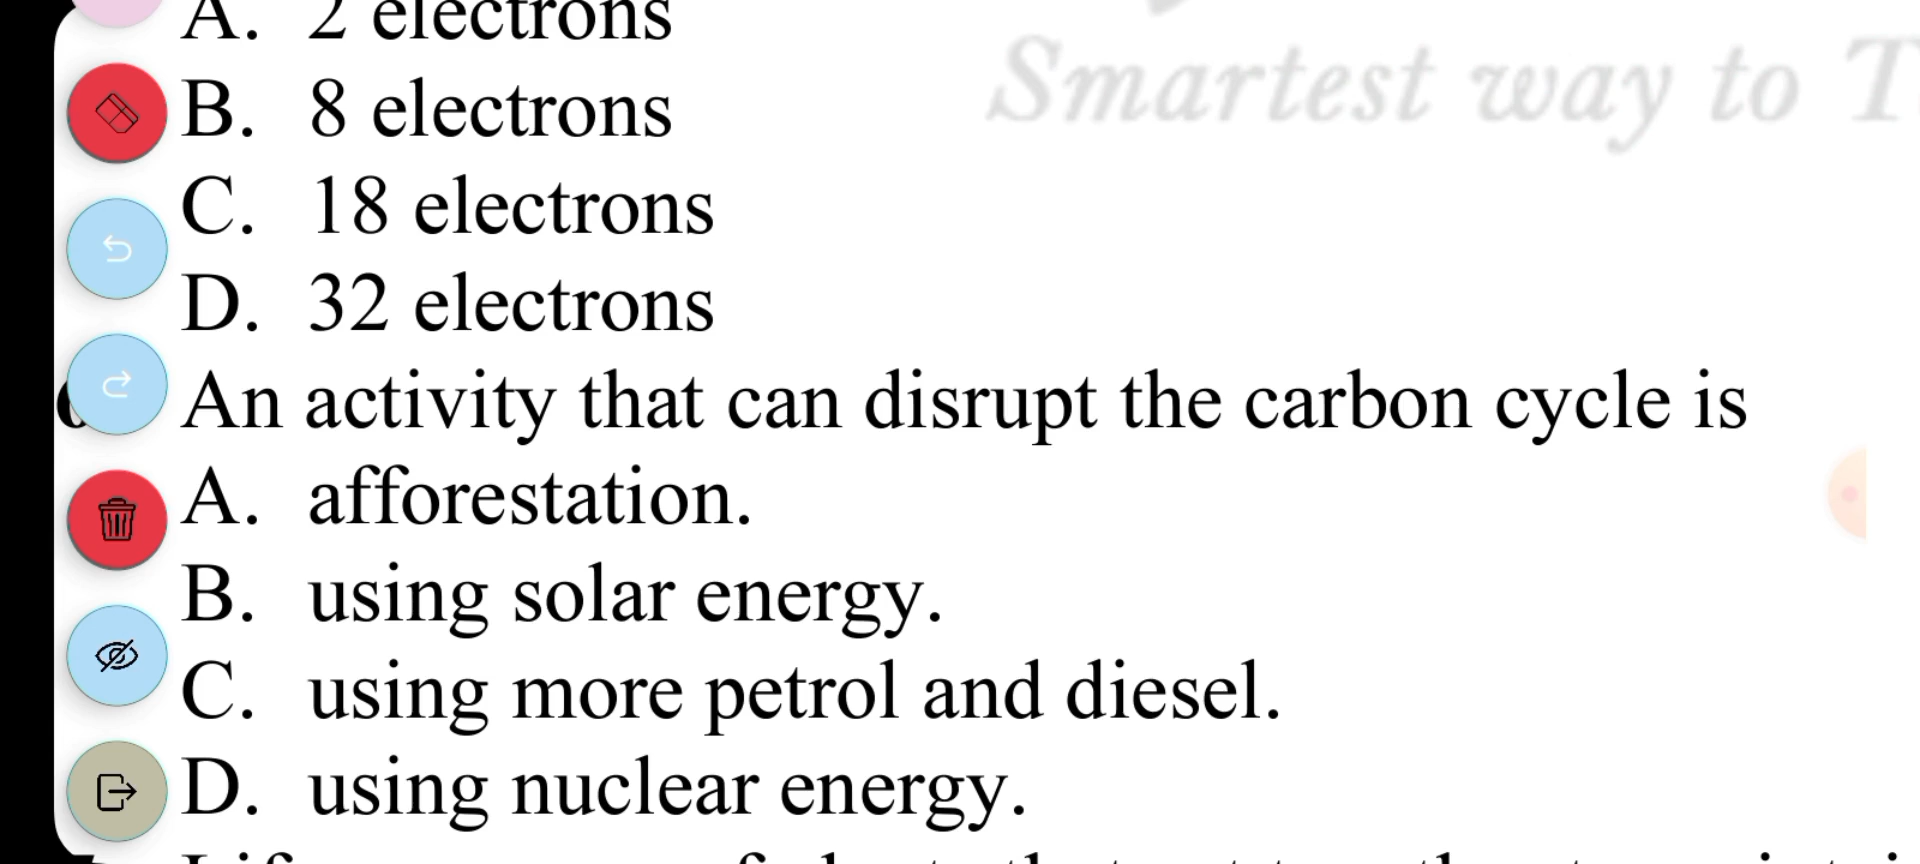 A. 2 electrons
Smartest way to
B. 8 electrons
C. 18 electrons
D. 32 electrons
An activity that can disrupt the carbon cycle is
A. afforestation.
B. using solar energy.
C. using more petrol and diesel.
D. using nuclear energy.